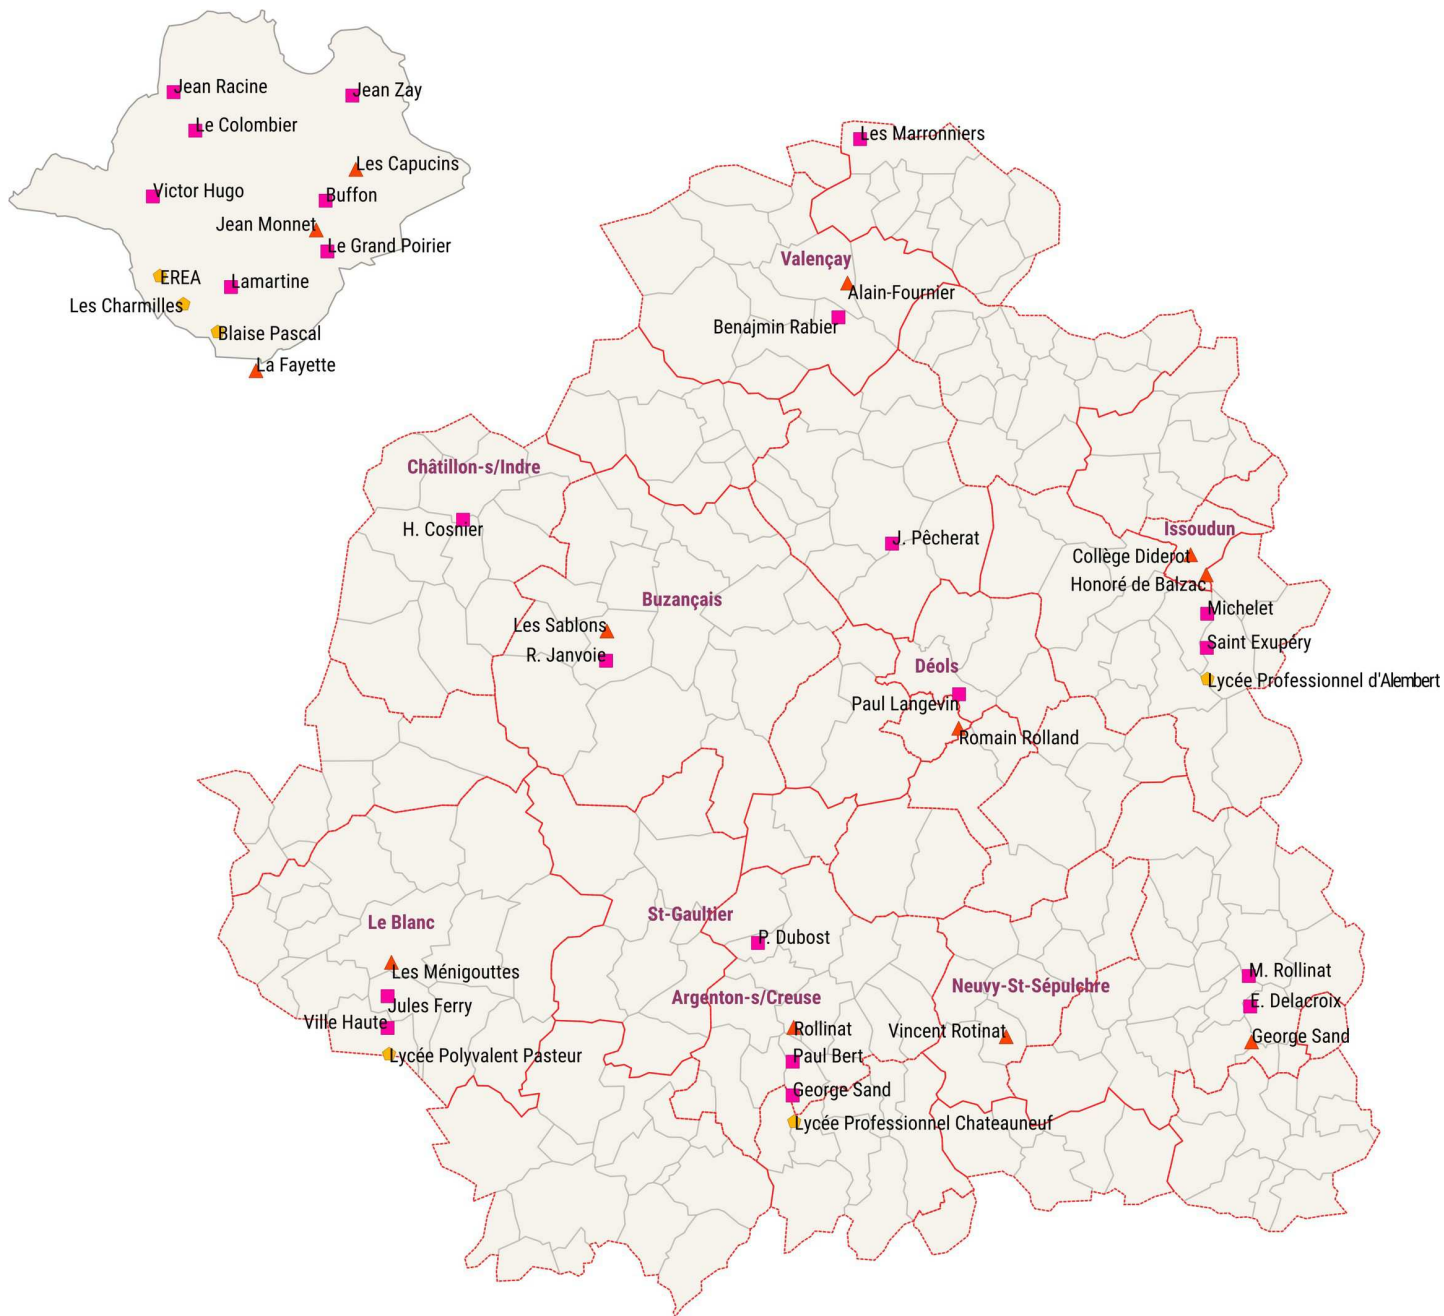 Jean Racine
Jean Zay
Le Colombier
Les Capucins
Victor Hugo
Buffon
Jean Monnet
Le Grand Poirier
EREA
Lamartine
Les Charmilles
Blaise Pascal
La Fayette
Les Marronniers
Valençay
Alain-Fournier
Benajmin Rabier
Châtillon-s/Indre
H. Cosnier
J. Pêcherat
Issoudun
Collège Diderot
Honoré de Balzac
Michelet
Saint Exupéry
Lycée Professionnel d'Alembert
Buzançais
Les Sablons
R. Janvoie
Déols
Paul Langevin
Romain Rolland
Le Blanc
Les Ménigouttes
Jules Ferry
Ville Haute
Lycée Polyvalent Pasteur
St-Gaultier
P. Dubost
Argenton-s/Creuse
Rollinat
Paul Bert
George Sand
Lycée Professionnel Chateauneuf
Neuvy-St-Sépulchre
Vincent Rotinat
M. Rollinat
E. Delacroix
George Sand